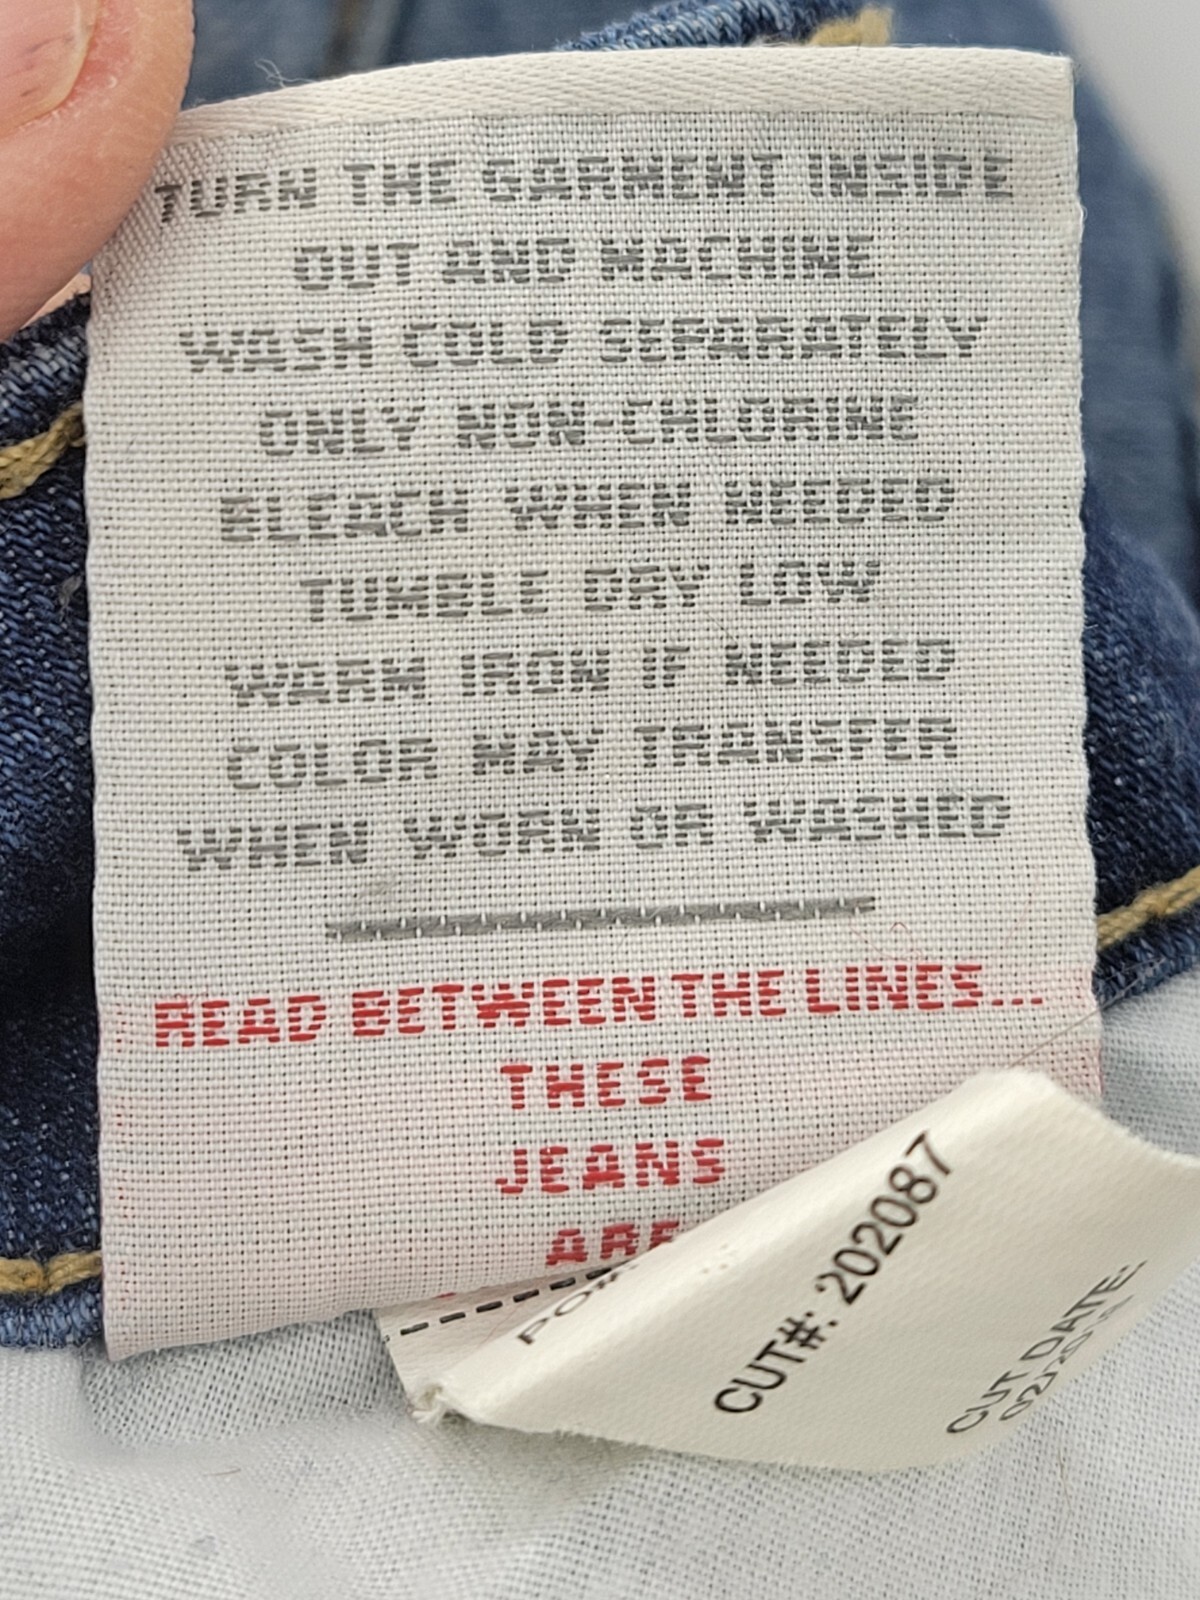 TURN THE GARMENT INSIDE
OUT AND MACHINE
WASH COLD SEPARATELY
ONLY NON-CHLORINE
BLEACH WHEN NEEDED
TUMBLE DRY LOW
WARM IRON IF NEEDED
COLOR MAY TRANSFER
WHEN WORN OR WASHED
READ BETWEEN THE LINES...
THESE
JEANS
ARE
CUT#: 202087
CUT DATE: